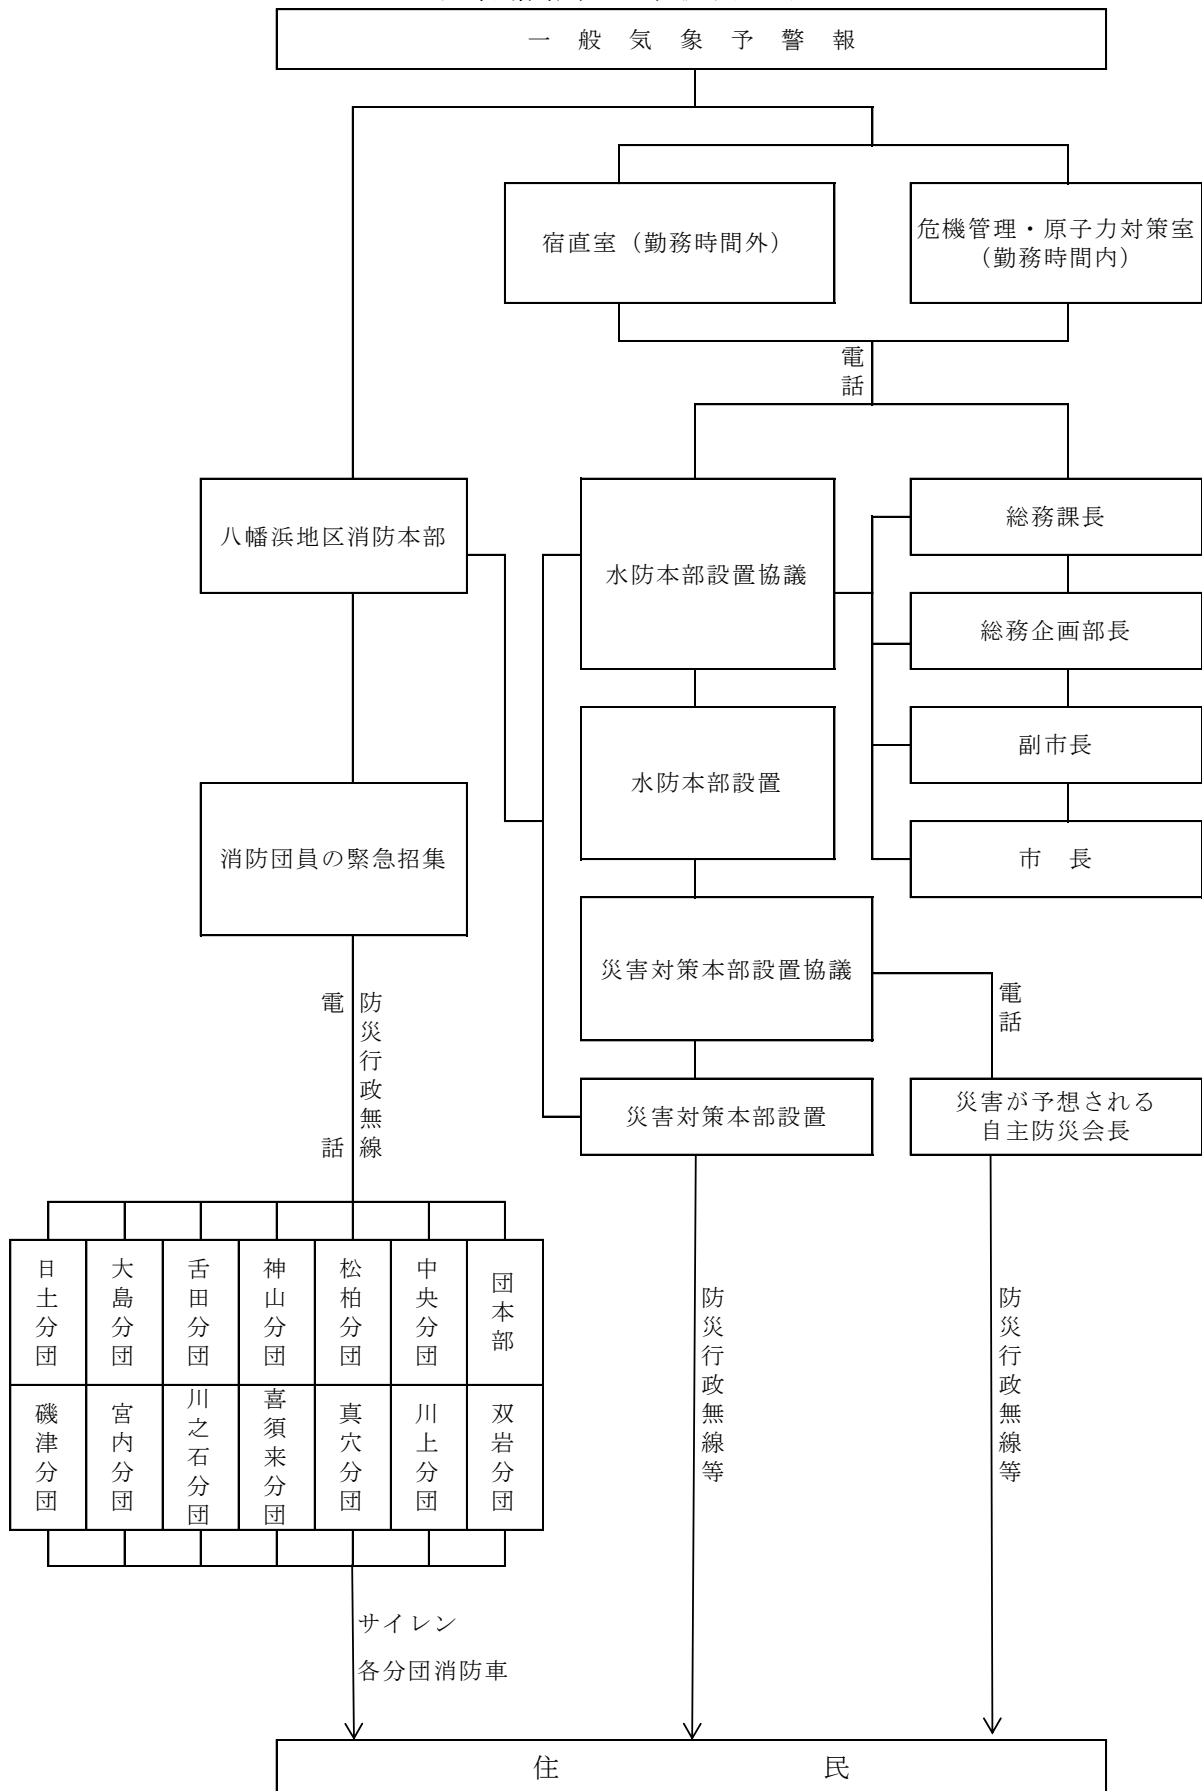 一般気象予警報
宿直室（勤務時間外）
危機管理・原子力対策室
（勤務時間内）
電話
八幡浜地区消防本部
水防本部設置協議
総務課長
総務企画部長
水防本部設置
副市長
消防団員の緊急招集
市　長
災害対策本部設置協議
電話
防災行政無線
電話
災害対策本部設置
災害が予想される
自主防災会長
日土分団
大島分団
舌田分団
神山分団
松柏分団
中央分団
団本部
磯津分団
宮内分団
川之石分団
喜須来分団
真穴分団
川上分団
双岩分団
防災行政無線等
防災行政無線等
サイレン
各分団消防車
住民